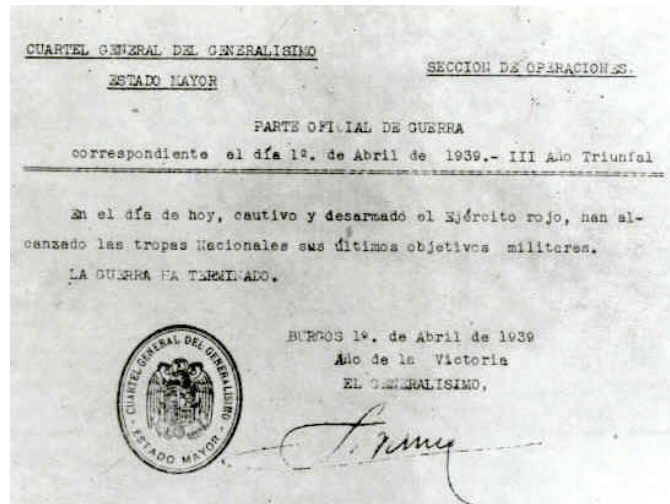 CUARTEL GENERAL DEL GENERALISIMO
ESTADO MAYOR
SECCION DE OPERACIONES.
PARTE OFICIAL DE GUERRA
correspondiente al día 1º. de Abril de 1939.- III Año Triunfal
En el día de hoy, cautivo y desarmado el Ejército rojo, han al-
canzado las tropas Nacionales sus últimos objetivos militares.
LA GUERRA HA TERMINADO.
BURGOS 1º. de Abril de 1939
Año de la Victoria
EL GENERALISIMO,
CUARTEL GENERAL DEL GENERALISIMO
- ESTADO MAYOR -
F. Franco